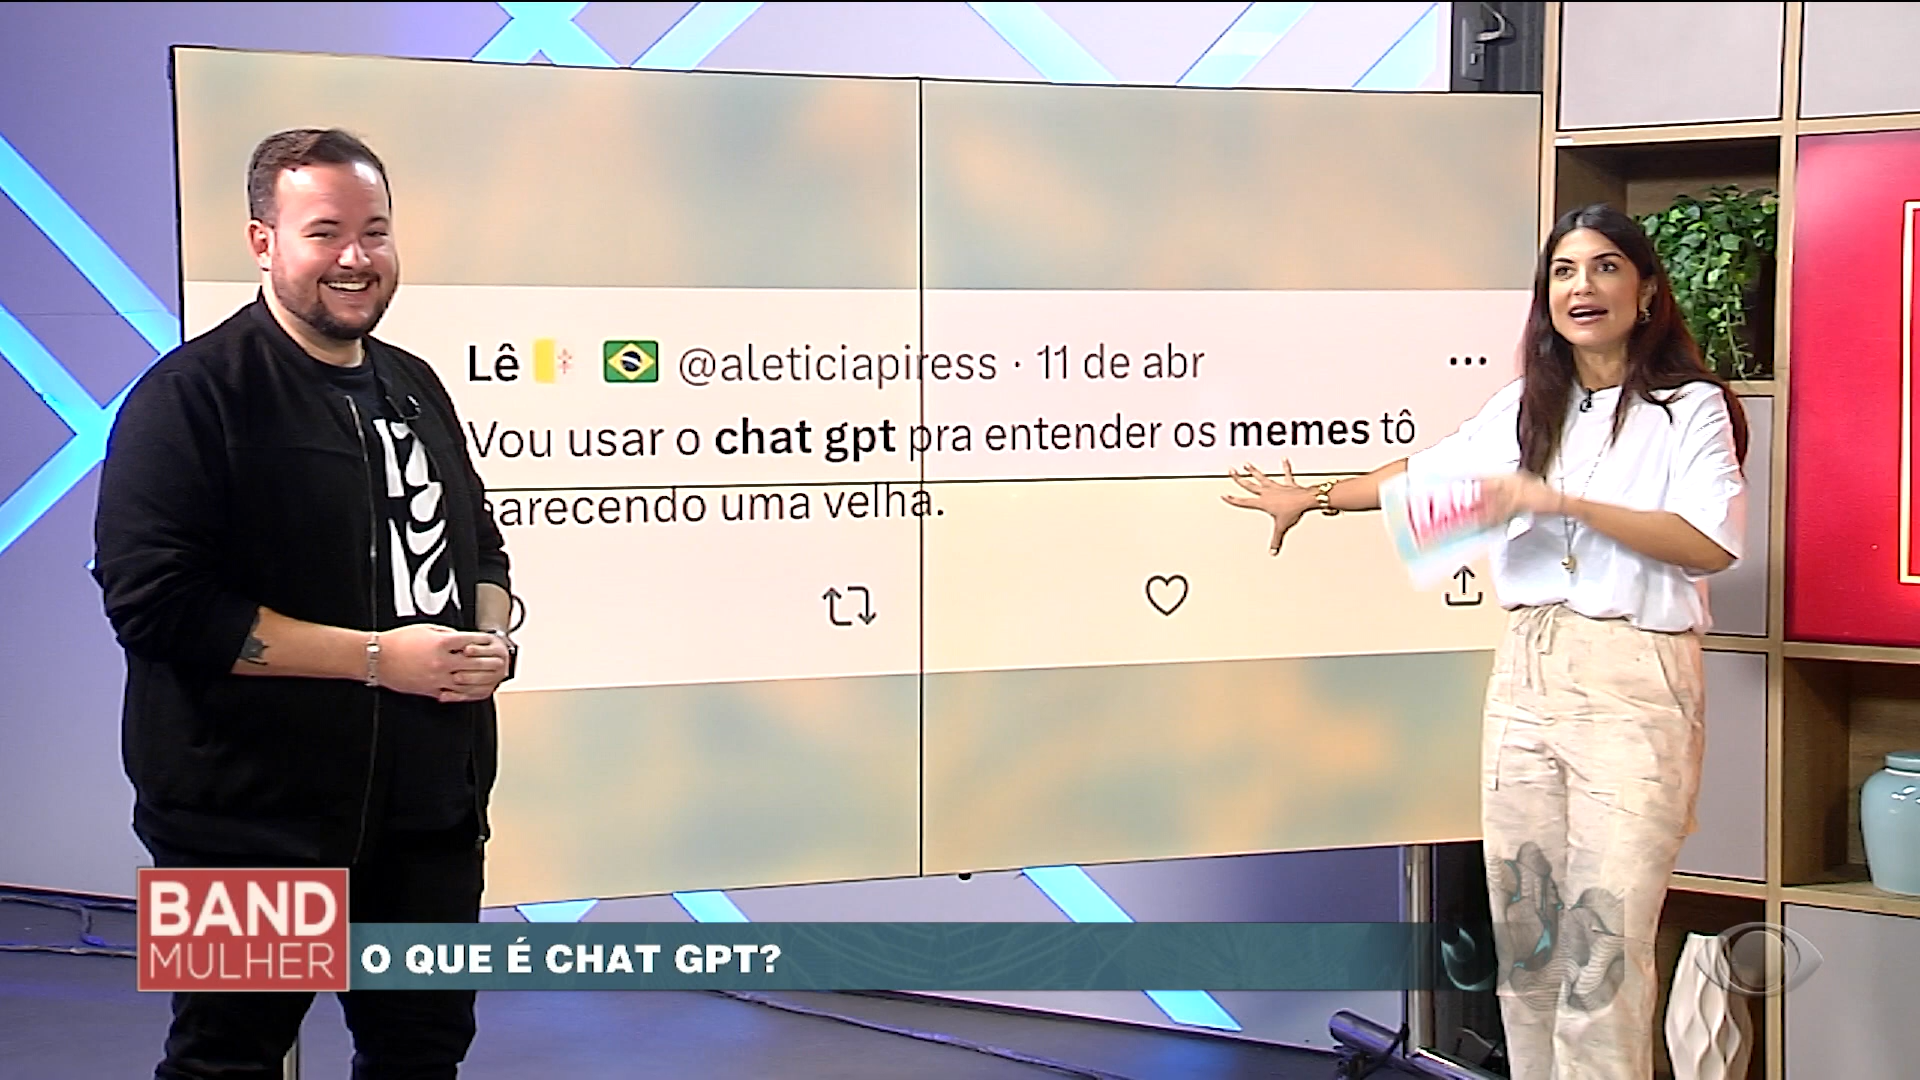 Lê @aleticiapiress · 11 de abr
Vou usar o chat gpt pra entender os memes tô
parecendo uma velha.
BAND
MULHER
O QUE É CHAT GPT?